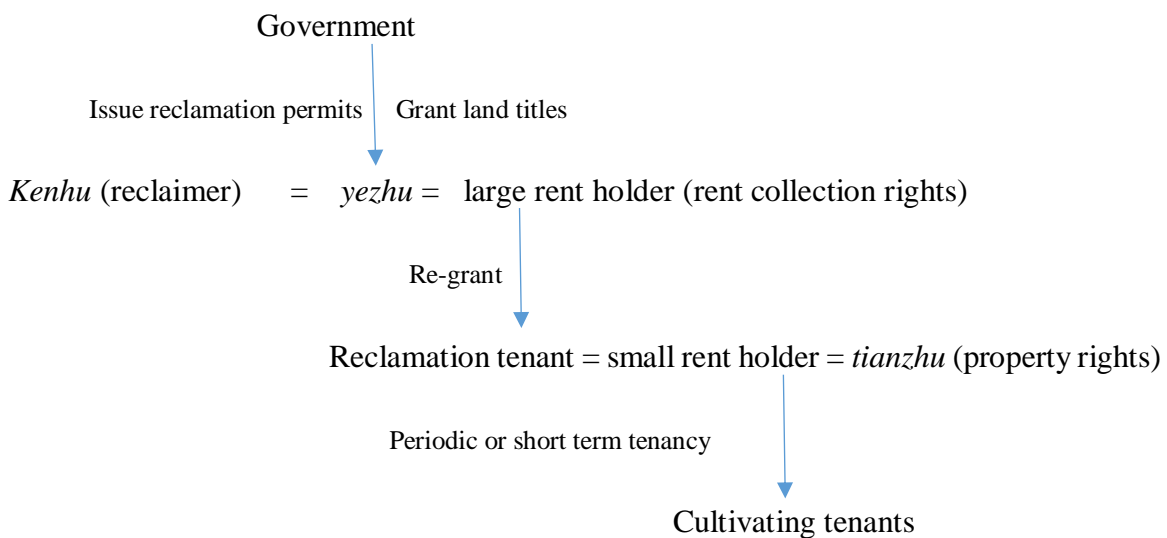 Government
Issue reclamation permits Grant land titles
Kenhu (reclaimer) = yezhu = large rent holder (rent collection rights)
Re-grant
Reclamation tenant = small rent holder = tianzhu (property rights)
Periodic or short term tenancy
Cultivating tenants